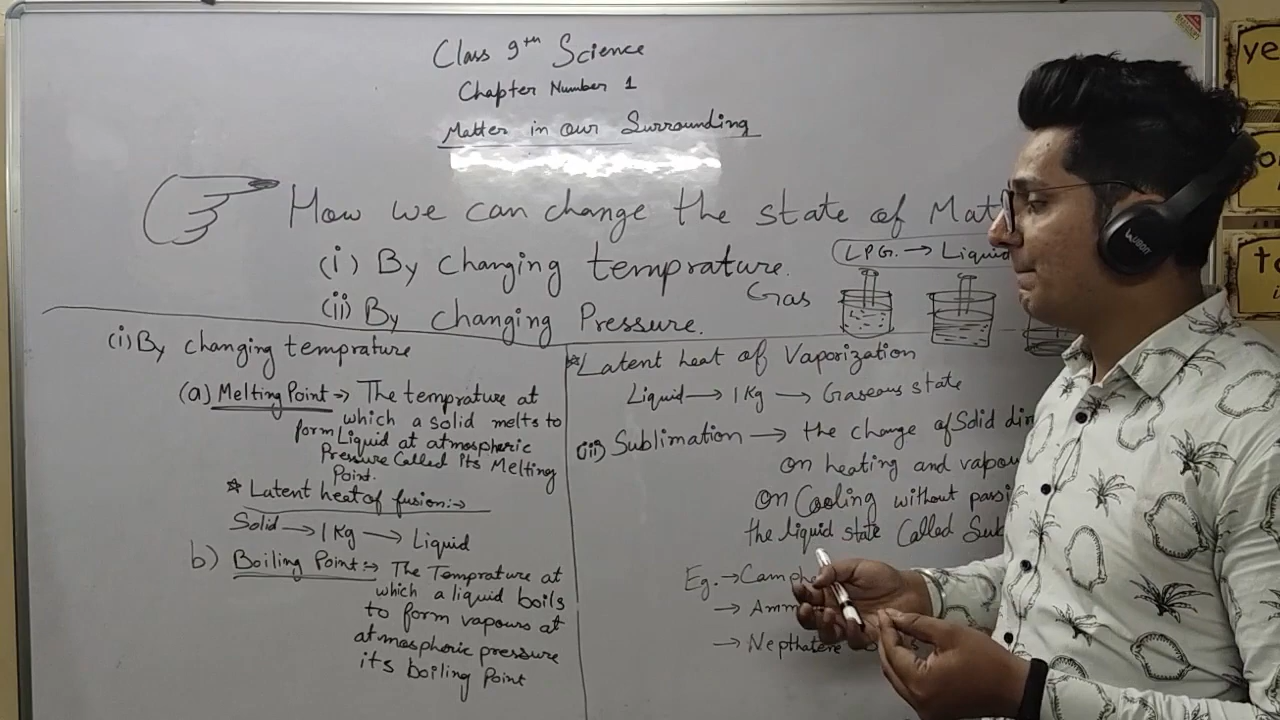 Class 9th Science
Chapter Number 1
Matter in our Surrounding
How we can change the state of Mat
(i) By changing temprature.
(ii) By changing Pressure.
LPG. → Liquid
Gas
(i) By changing temprature
(a) Melting Point → The temprature at
which a solid melts to
form Liquid at atmospheric
Pressure Called its Melting
Point.
* Latent heat of fusion:→
Solid → 1 Kg → Liquid
b) Boiling Point:→ The Temprature at
which a liquid boils
to form vapours at
atmospheric pressure
its boiling Point
*Latent heat of Vaporization
Liquid → 1 Kg → Gaseous state
(iii) Sublimation → the change of Solid dir
on heating and vapou
on Cooling without passi
the liquid state Called Sub
Eg. → Camph
→ Amm
→ Nepthalene
ye